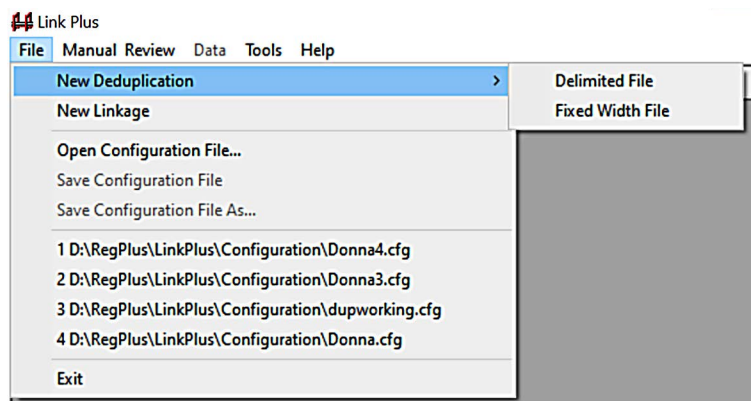 Link Plus
File Manual Review Data Tools Help
New Deduplication > Delimited File
New Linkage Fixed Width File
Open Configuration File...
Save Configuration File
Save Configuration File As...
1 D:\RegPlus\LinkPlus\Configuration\Donna4.cfg
2 D:\RegPlus\LinkPlus\Configuration\Donna3.cfg
3 D:\RegPlus\LinkPlus\Configuration\dupworking.cfg
4 D:\RegPlus\LinkPlus\Configuration\Donna.cfg
Exit